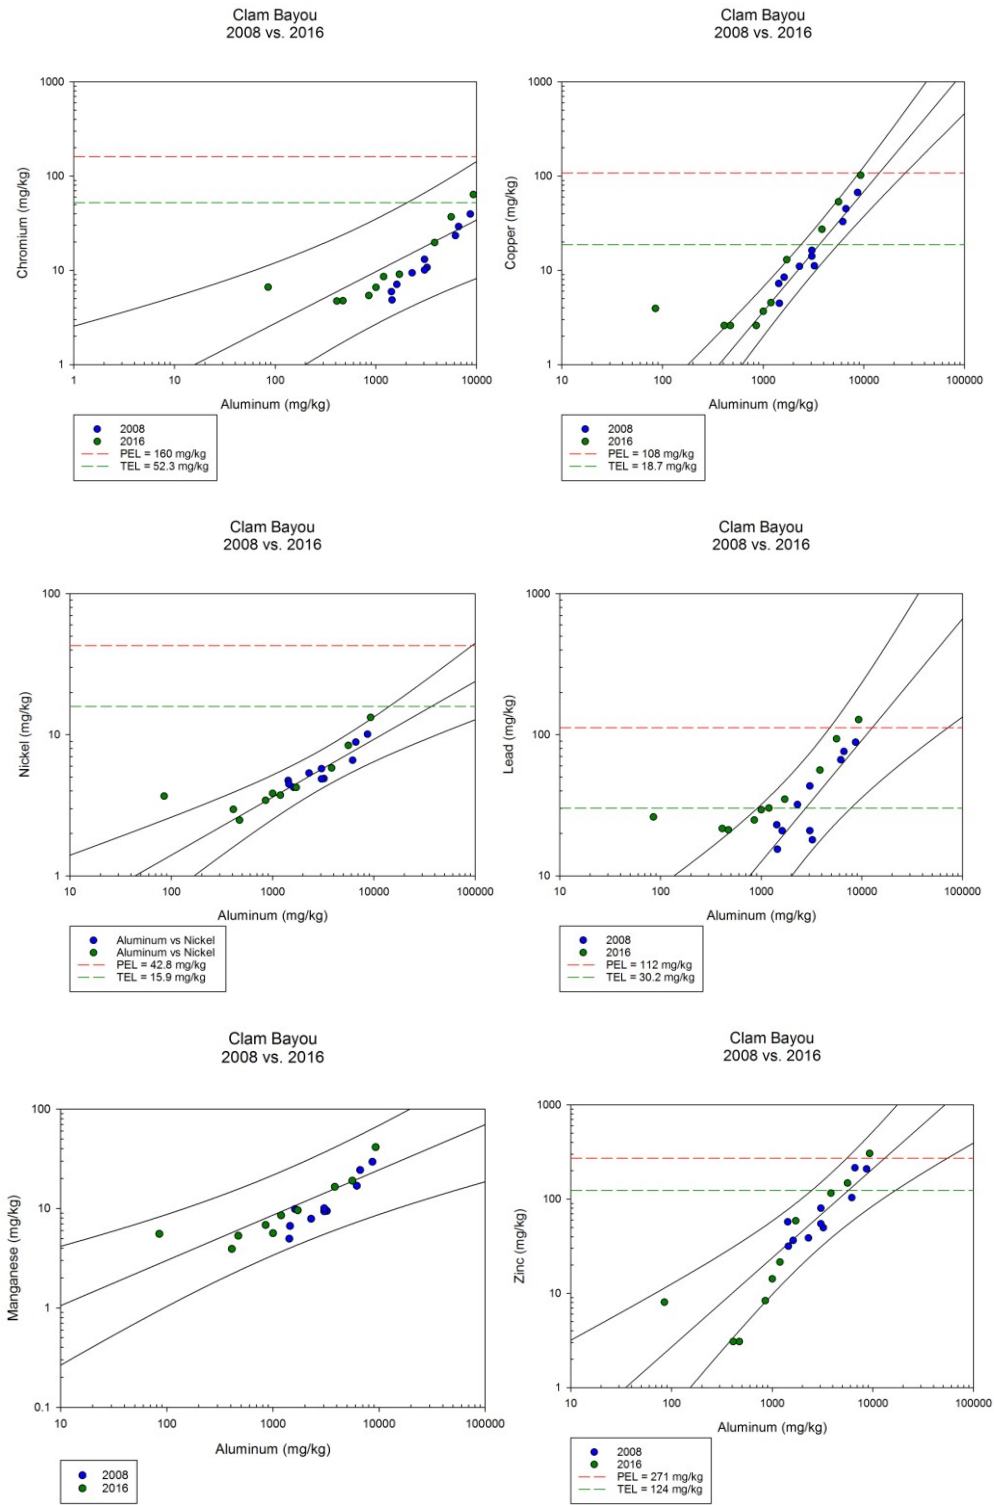 Clam Bayou
2008 vs. 2016
1000
100
10
1
Chromium (mg/kg)
1
10
100
1000
10000
Aluminum (mg/kg)
2008
2016
PEL = 160 mg/kg
TEL = 52.3 mg/kg
Clam Bayou
2008 vs. 2016
1000
100
10
1
Copper (mg/kg)
10
100
1000
10000
100000
Aluminum (mg/kg)
2008
2016
PEL = 108 mg/kg
TEL = 18.7 mg/kg
Clam Bayou
2008 vs. 2016
100
10
1
Nickel (mg/kg)
10
100
1000
10000
100000
Aluminum (mg/kg)
Aluminum vs Nickel
Aluminum vs Nickel
PEL = 42.8 mg/kg
TEL = 15.9 mg/kg
Clam Bayou
2008 vs. 2016
1000
100
10
Lead (mg/kg)
10
100
1000
10000
100000
Aluminum (mg/kg)
2008
2016
PEL = 112 mg/kg
TEL = 30.2 mg/kg
Clam Bayou
2008 vs. 2016
100
10
1
0.1
Manganese (mg/kg)
10
100
1000
10000
100000
Aluminum (mg/kg)
2008
2016
Clam Bayou
2008 vs. 2016
1000
100
10
1
Zinc (mg/kg)
10
100
1000
10000
100000
Aluminum (mg/kg)
2008
2016
PEL = 271 mg/kg
TEL = 124 mg/kg